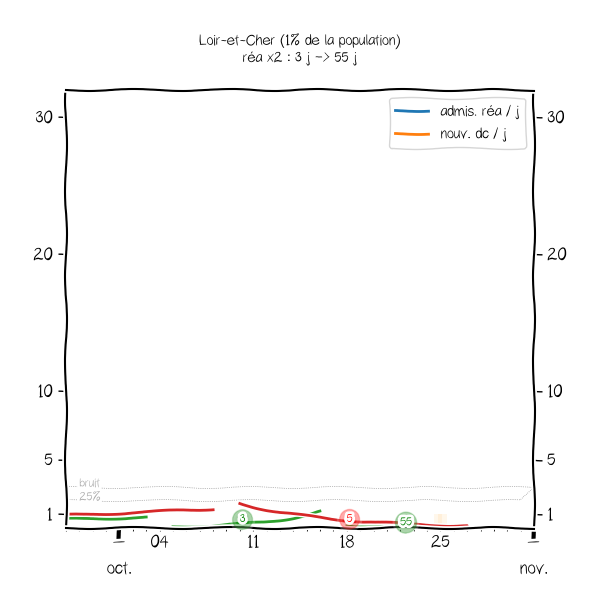 Loir-et-Cher (1% de la population)
réa x2 : 3 j -> 55 j
admis. réa / j
nouv. dc / j
30
30
20
20
10
10
5
5
bruit
25%
1
1
3
5
55
04
11
18
25
oct.
nov.